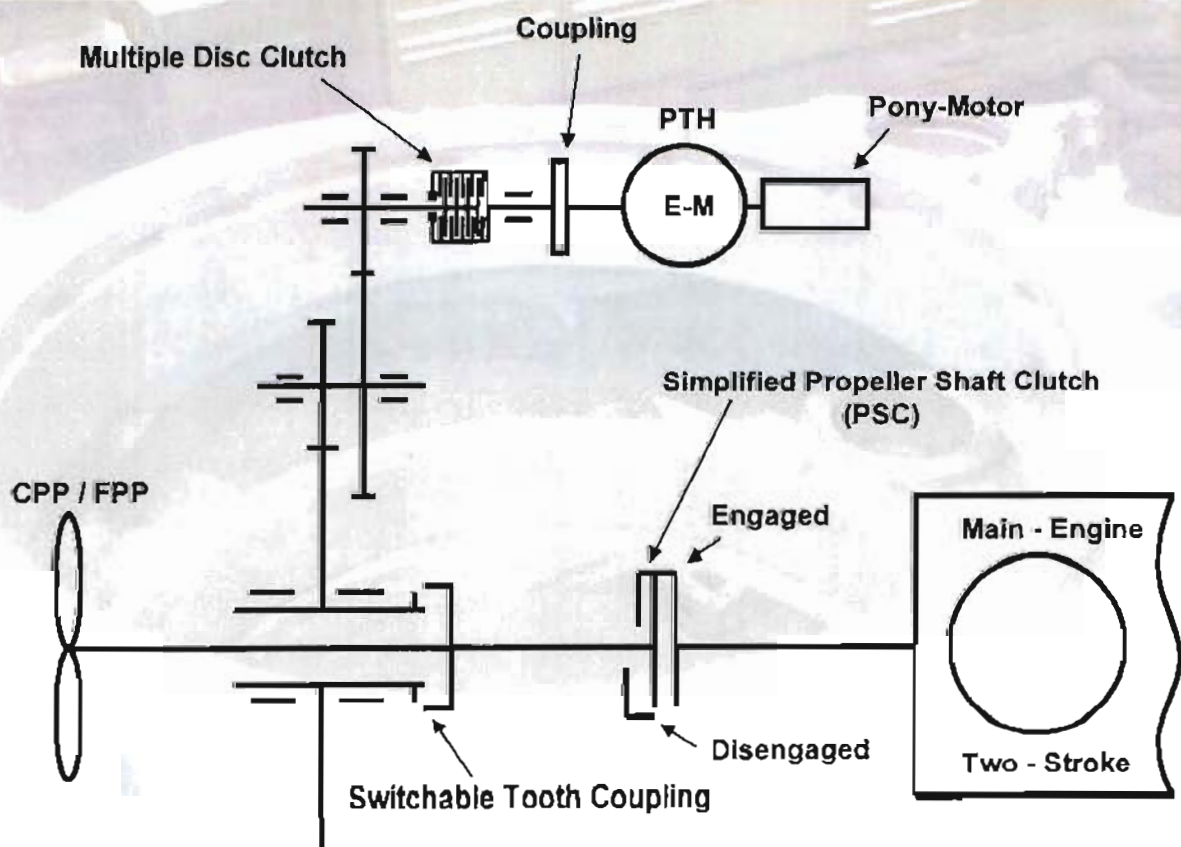 Coupling
Multiple Disc Clutch
PTH
Pony-Motor
E-M
Simplified Propeller Shaft Clutch
(PSC)
CPP / FPP
Engaged
Main - Engine
Disengaged
Two - Stroke
Switchable Tooth Coupling